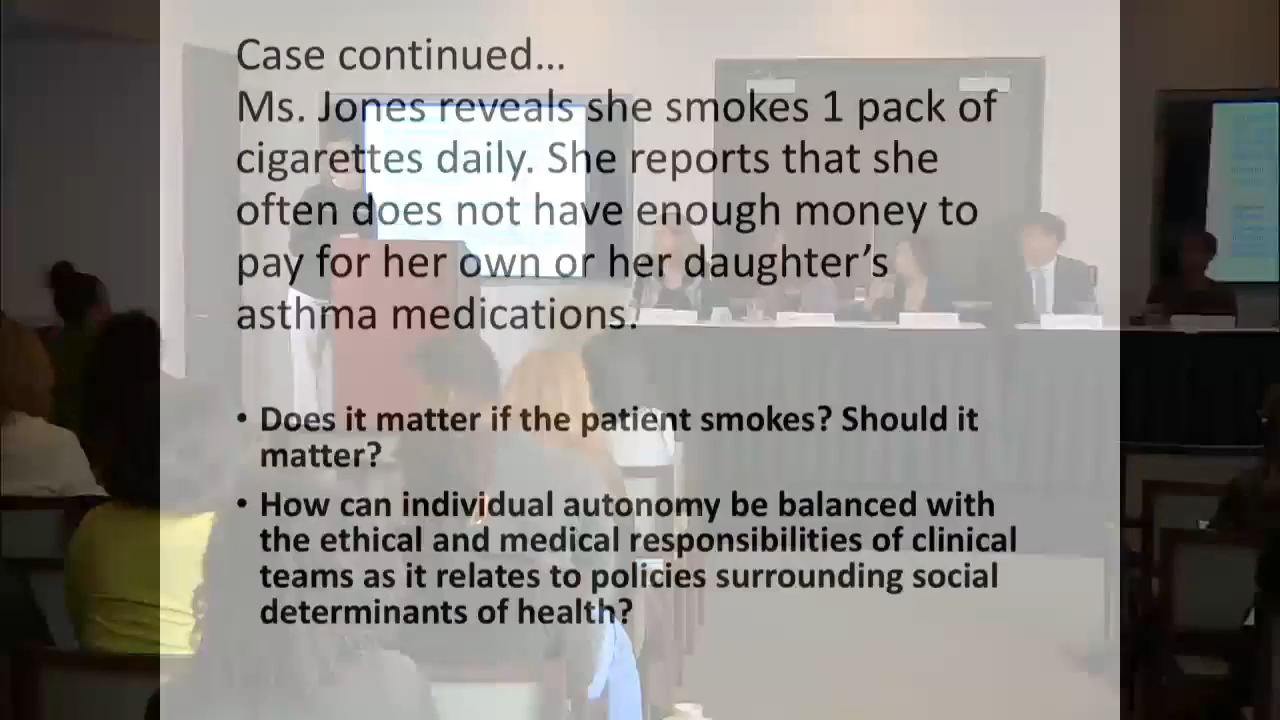 Case continued…
Ms. Jones reveals she smokes 1 pack of
cigarettes daily. She reports that she
often does not have enough money to
pay for her own or her daughter’s
asthma medications.
• Does it matter if the patient smokes? Should it
matter?
• How can individual autonomy be balanced with
the ethical and medical responsibilities of clinical
teams as it relates to policies surrounding social
determinants of health?